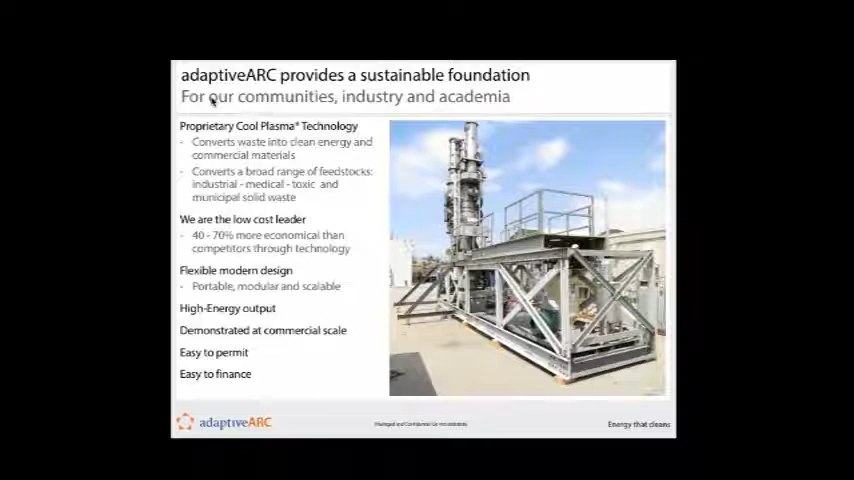 adaptiveARC provides a sustainable foundation
For our communities, industry and academia
Proprietary Cool Plasma® Technology
- Converts waste into clean energy and
commercial materials
- Converts a broad range of feedstocks:
industrial - medical - toxic and
municipal solid waste
We are the low cost leader
- 40 - 70% more economical than
competitors through technology
Flexible modern design
- Portable, modular and scalable
High-Energy output
Demonstrated at commercial scale
Easy to permit
Easy to finance
adaptiveARC
and Confidential
Energy that cleans